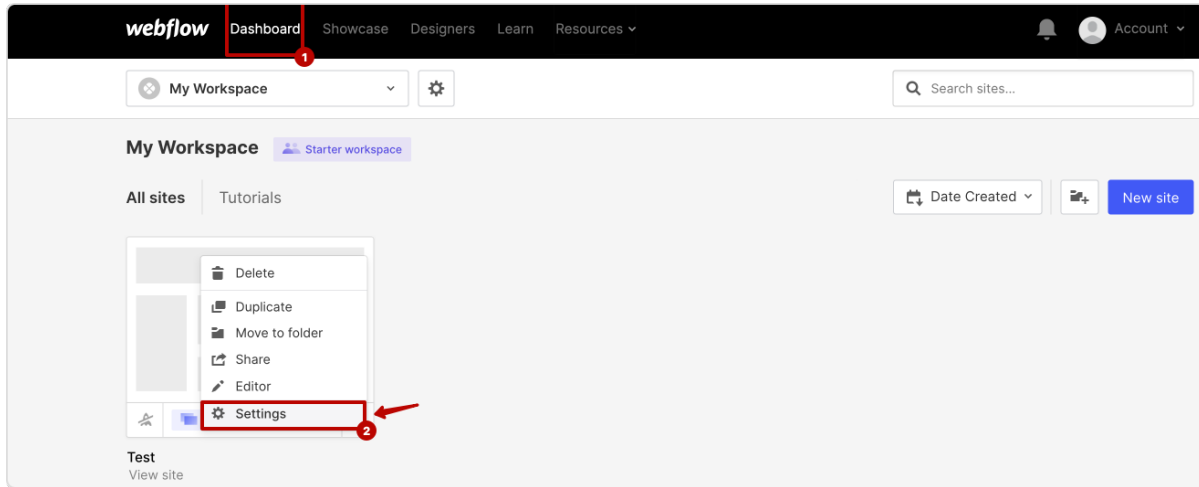 webflow Dashboard Showcase Designers Learn Resources Account
1
My Workspace Search sites...
My Workspace Starter workspace
All sites Tutorials Date Created New site
Delete
Duplicate
Move to folder
Share
Editor
Settings
2
Test
View site